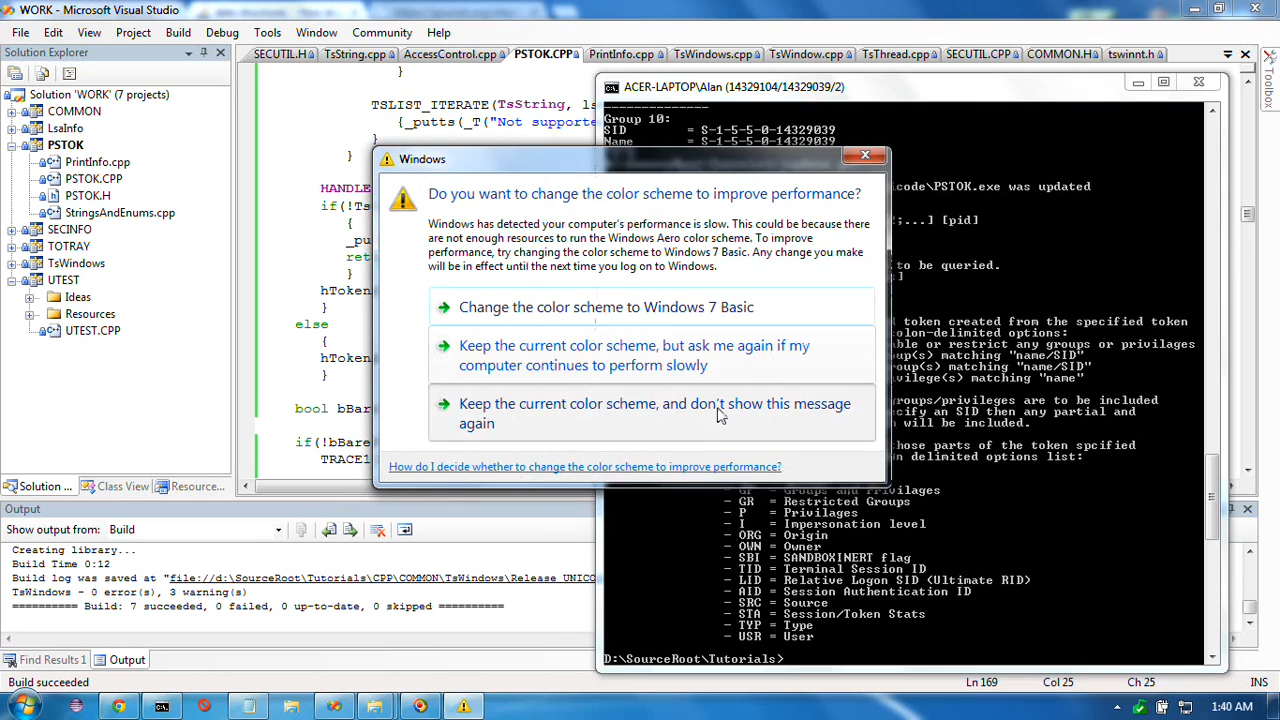 WORK - Microsoft Visual Studio
File Edit View Project Build Debug Tools Window Community Help
Solution Explorer
SECUTIL.H TsString.cpp AccessControl.cpp PSTOK.CPP PrintInfo.cpp TsWindows.cpp TsWindow.cpp TsThread.cpp SECUTIL.CPP COMMON.H tswinnt.h
Toolbox
Solution 'WORK' (7 projects)
COMMON
LsaInfo
PSTOK
PrintInfo.cpp
PSTOK.CPP
PSTOK.H
StringsAndEnums.cpp
SECINFO
TOTRAY
TsWindows
UTEST
Ideas
Resources
UTEST.CPP
}
TSLIST_ITERATE(TsString, ls
{_putts(_T("Not supporte
}
}
HANDLE
if(!Ts
{
_pu
ret
}
hToken
}
else
{
hToken
}
bool bBare
if(!bBare
TRACE1
ACER-LAPTOP\Alan (14329104/14329039/2)
--------------
Group 10:
SID = S-1-5-5-0-14329039
Name = S-1-5-5-0-14329039
icode\PSTOK.exe was updated
!;...] [pid]
to be queried.
]
d token created from the specified token
colon-delimited options:
able or restrict any groups or privilages
oup(s) matching "name/SID"
oup(s) matching "name/SID"
vilege(s) matching "name"
groups/privilages are to be included
cify an SID then any partial and
n will be included.
hose parts of the token spcified
n delimited options list:
- GP = Groups and Privilages
- GR = Restricted Groups
- P = Privilages
- I = Impersonation level
- ORG = Origin
- OWN = Owner
- SBI = SANDBOXINERT flag
- TID = Terminal Session ID
- LID = Relative Logon SID (Ultimate RID)
- AID = Session Authentication ID
- SRC = Source
- STA = Session/Token Stats
- TYP = Type
- USR = User
D:\SourceRoot\Tutorials>
Windows
Do you want to change the color scheme to improve performance?
Windows has detected your computer's performance is slow. This could be because there
are not enough resources to run the Windows Aero color scheme. To improve
performance, try changing the color scheme to Windows 7 Basic. Any change you make
will be in effect until the next time you log on to Windows.
Change the color scheme to Windows 7 Basic
Keep the current color scheme, but ask me again if my
computer continues to perform slowly
Keep the current color scheme, and don't show this message
again
How do I decide whether to change the color scheme to improve performance?
Solution ... Class View Resource...
Output
Show output from: Build
Creating library...
Build Time 0:12
Build log was saved at "file://d:\SourceRoot\Tutorials\CPP\COMMON\TsWindows\Release_UNICO
TsWindows - 0 error(s), 3 warning(s)
========== Build: 7 succeeded, 0 failed, 0 up-to-date, 0 skipped ==========
Find Results 1 Output
Build succeeded Ln 169 Col 25 Ch 25 INS
1:40 AM